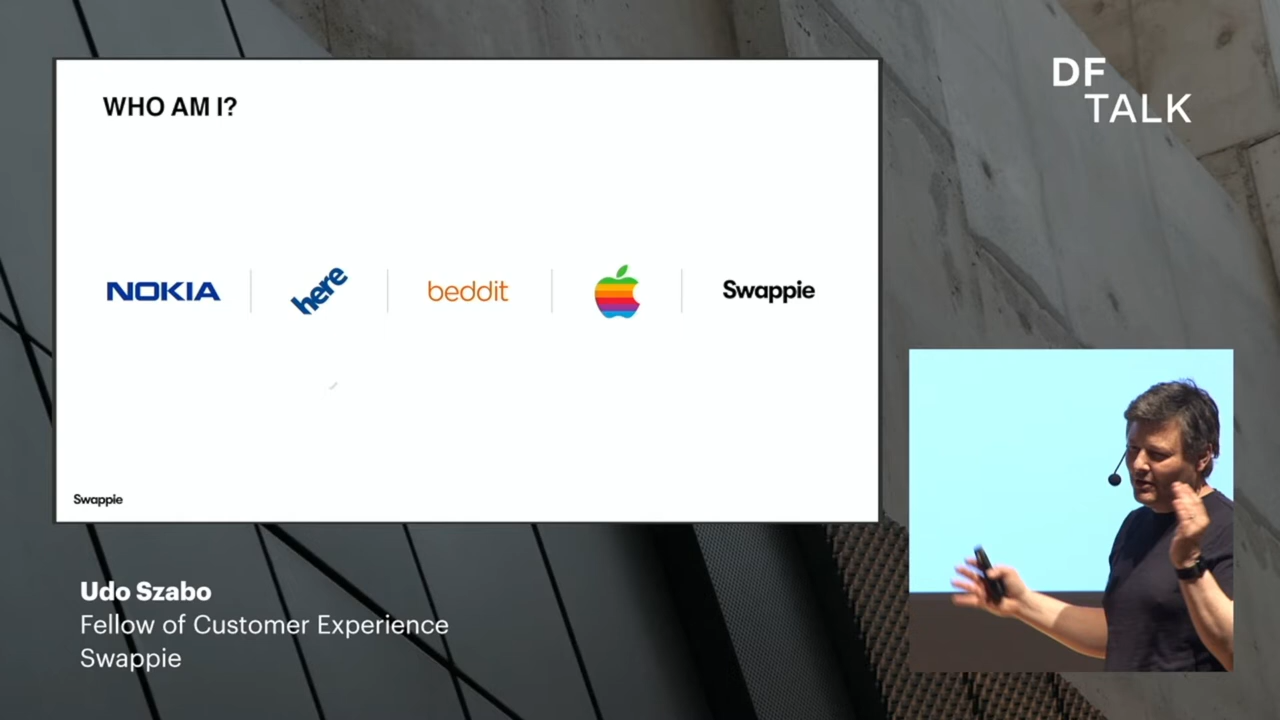 WHO AM I?
DF
TALK
NOKIA
here
beddit
Swappie
Swappie
Udo Szabo
Fellow of Customer Experience
Swappie